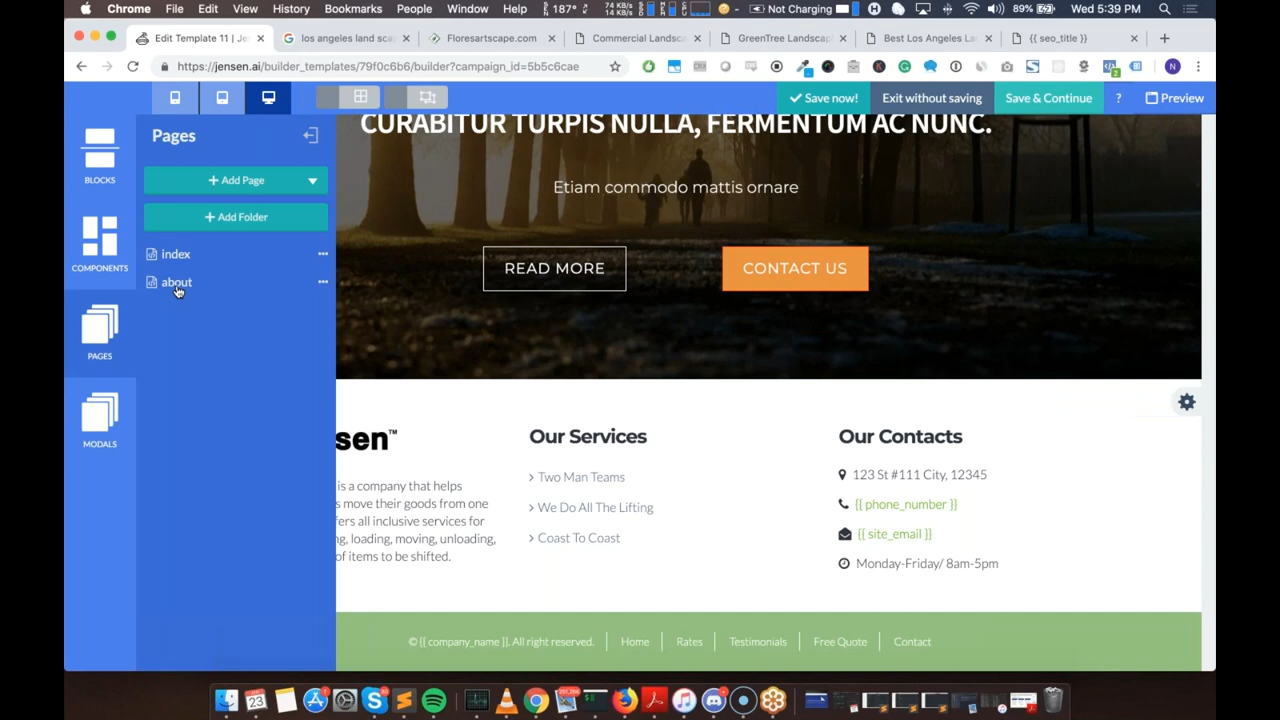 Chrome File Edit View History Bookmarks People Window Help 187° 74 KB/s 14 KB/s Not Charging 89% Wed 5:39 PM
Edit Template 11 | Je los angeles land sca Floresartscape.com Commercial Landsc GreenTree Landscap Best Los Angeles La {{ seo_title }}
https://jensen.ai/builder_templates/79f0c6b6/builder?campaign_id=5b5c6cae N
Save now! Exit without saving Save & Continue ? Preview
BLOCKS
COMPONENTS
PAGES
MODALS
Pages
+ Add Page
+ Add Folder
index
about
CURABITUR TURPIS NULLA, FERMENTUM AC NUNC.
Etiam commodo mattis ornare
READ MORE CONTACT US
sen™
is a company that helps
s move their goods from one
fers all inclusive services for
ng, loading, moving, unloading,
of items to be shifted.
Our Services
> Two Man Teams
> We Do All The Lifting
> Coast To Coast
Our Contacts
123 St #111 City, 12345
{{ phone_number }}
{{ site_email }}
Monday-Friday/ 8am-5pm
© {{ company_name }}. All right reserved. Home Rates Testimonials Free Quote Contact